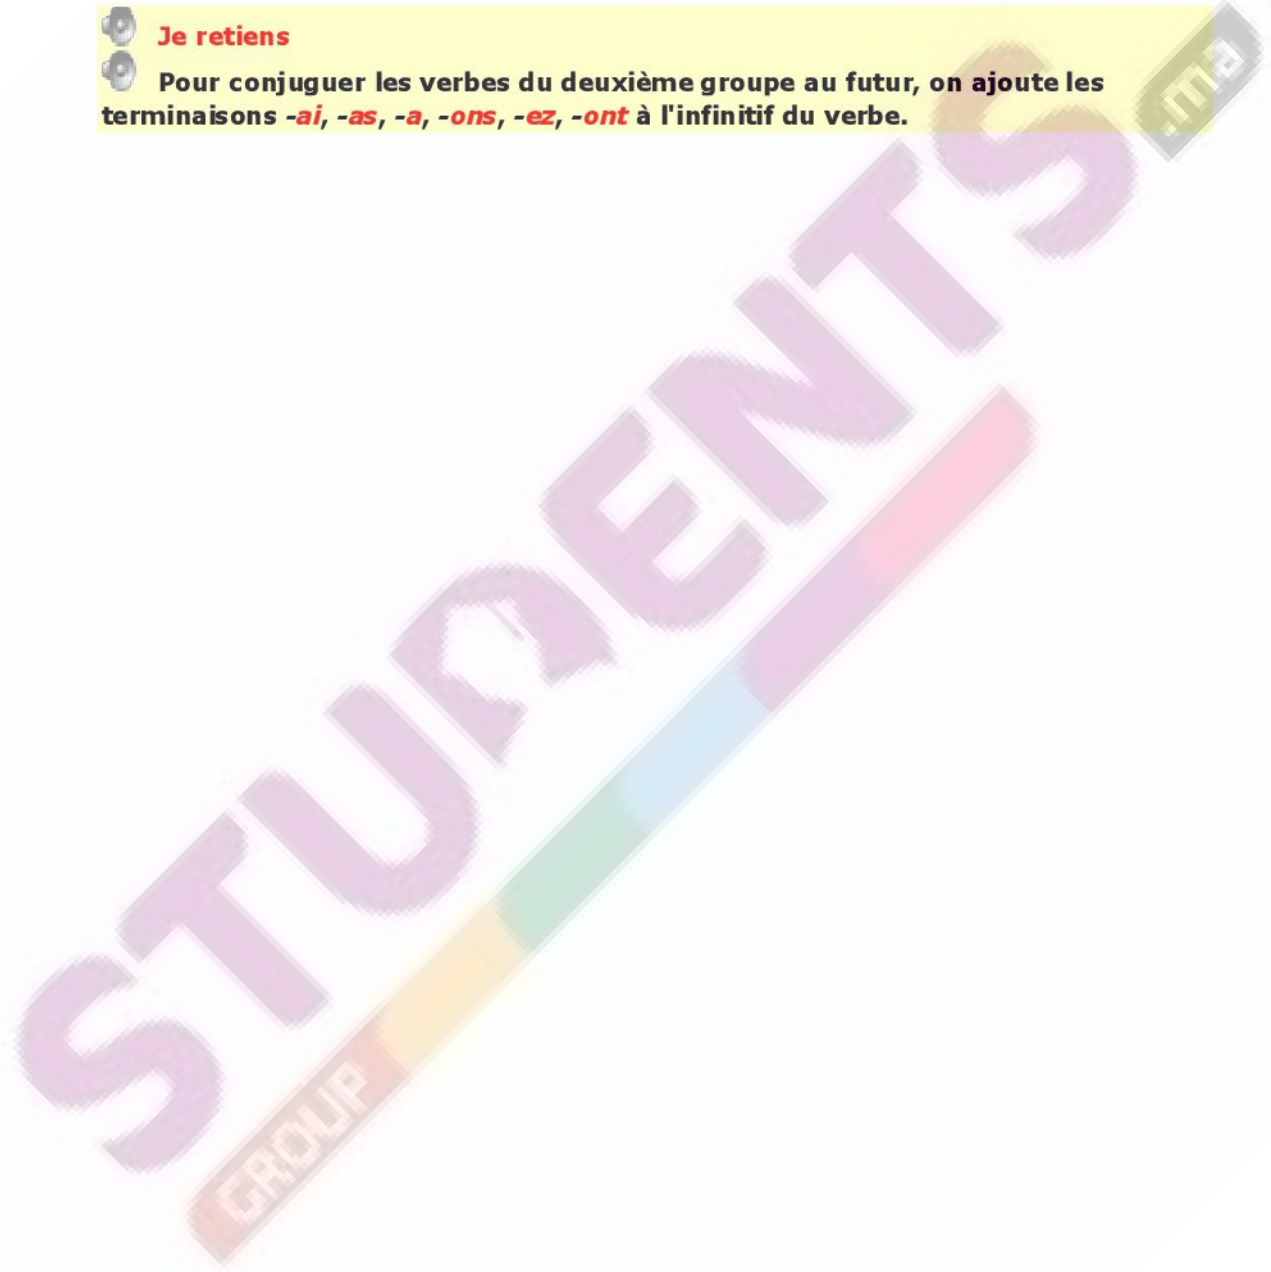 Je retiens
Pour conjuguer les verbes du deuxième groupe au futur, on ajoute les
terminaisons -ai, -as, -a, -ons, -ez, -ont à l'infinitif du verbe.
STUDENTS
.ma
GROUP